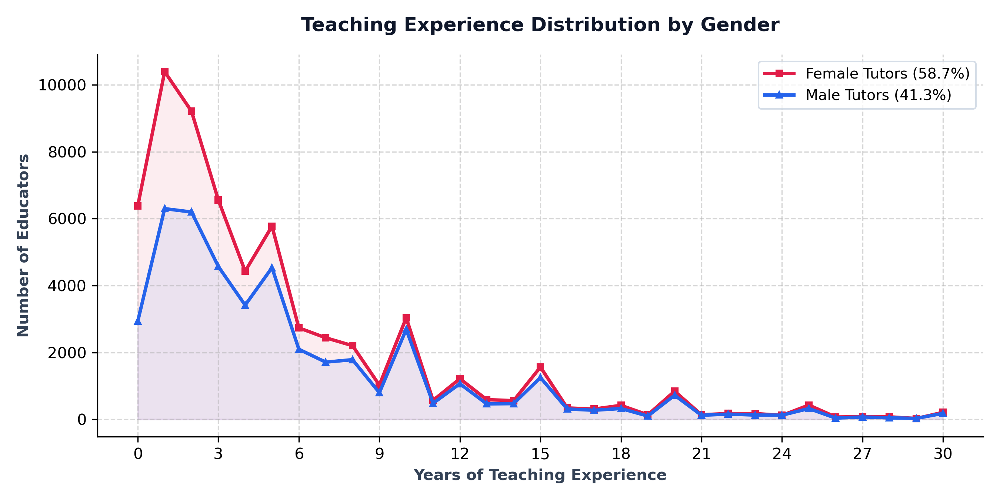 Teaching Experience Distribution by Gender
Female Tutors (58.7%)
Male Tutors (41.3%)
Number of Educators
10000
8000
6000
4000
2000
0
0 3 6 9 12 15 18 21 24 27 30
Years of Teaching Experience